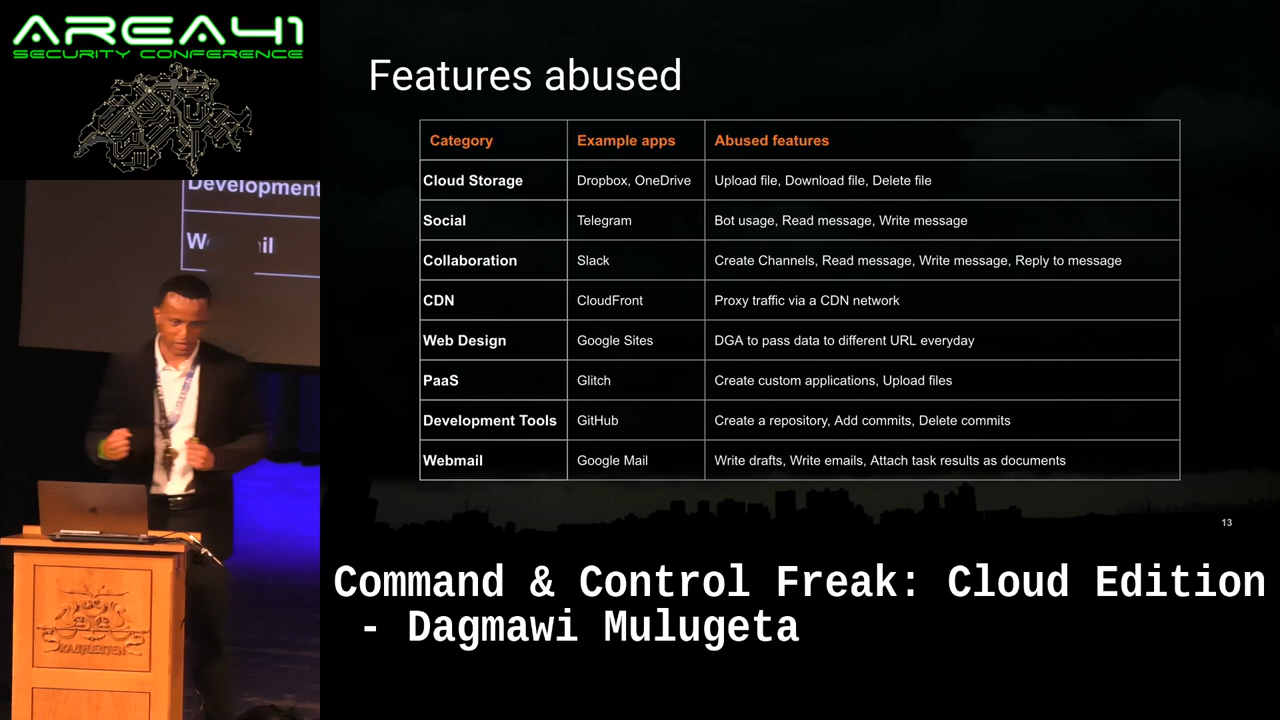 AREA41
SECURITY CONFERENCE
Features abused
Category Example apps Abused features
Cloud Storage Dropbox, OneDrive Upload file, Download file, Delete file
Social Telegram Bot usage, Read message, Write message
Collaboration Slack Create Channels, Read message, Write message, Reply to message
CDN CloudFront Proxy traffic via a CDN network
Web Design Google Sites DGA to pass data to different URL everyday
PaaS Glitch Create custom applications, Upload files
Development Tools GitHub Create a repository, Add commits, Delete commits
Webmail Google Mail Write drafts, Write emails, Attach task results as documents
13
Development
KAUFLEUTEN
Command & Control Freak: Cloud Edition
- Dagmawi Mulugeta